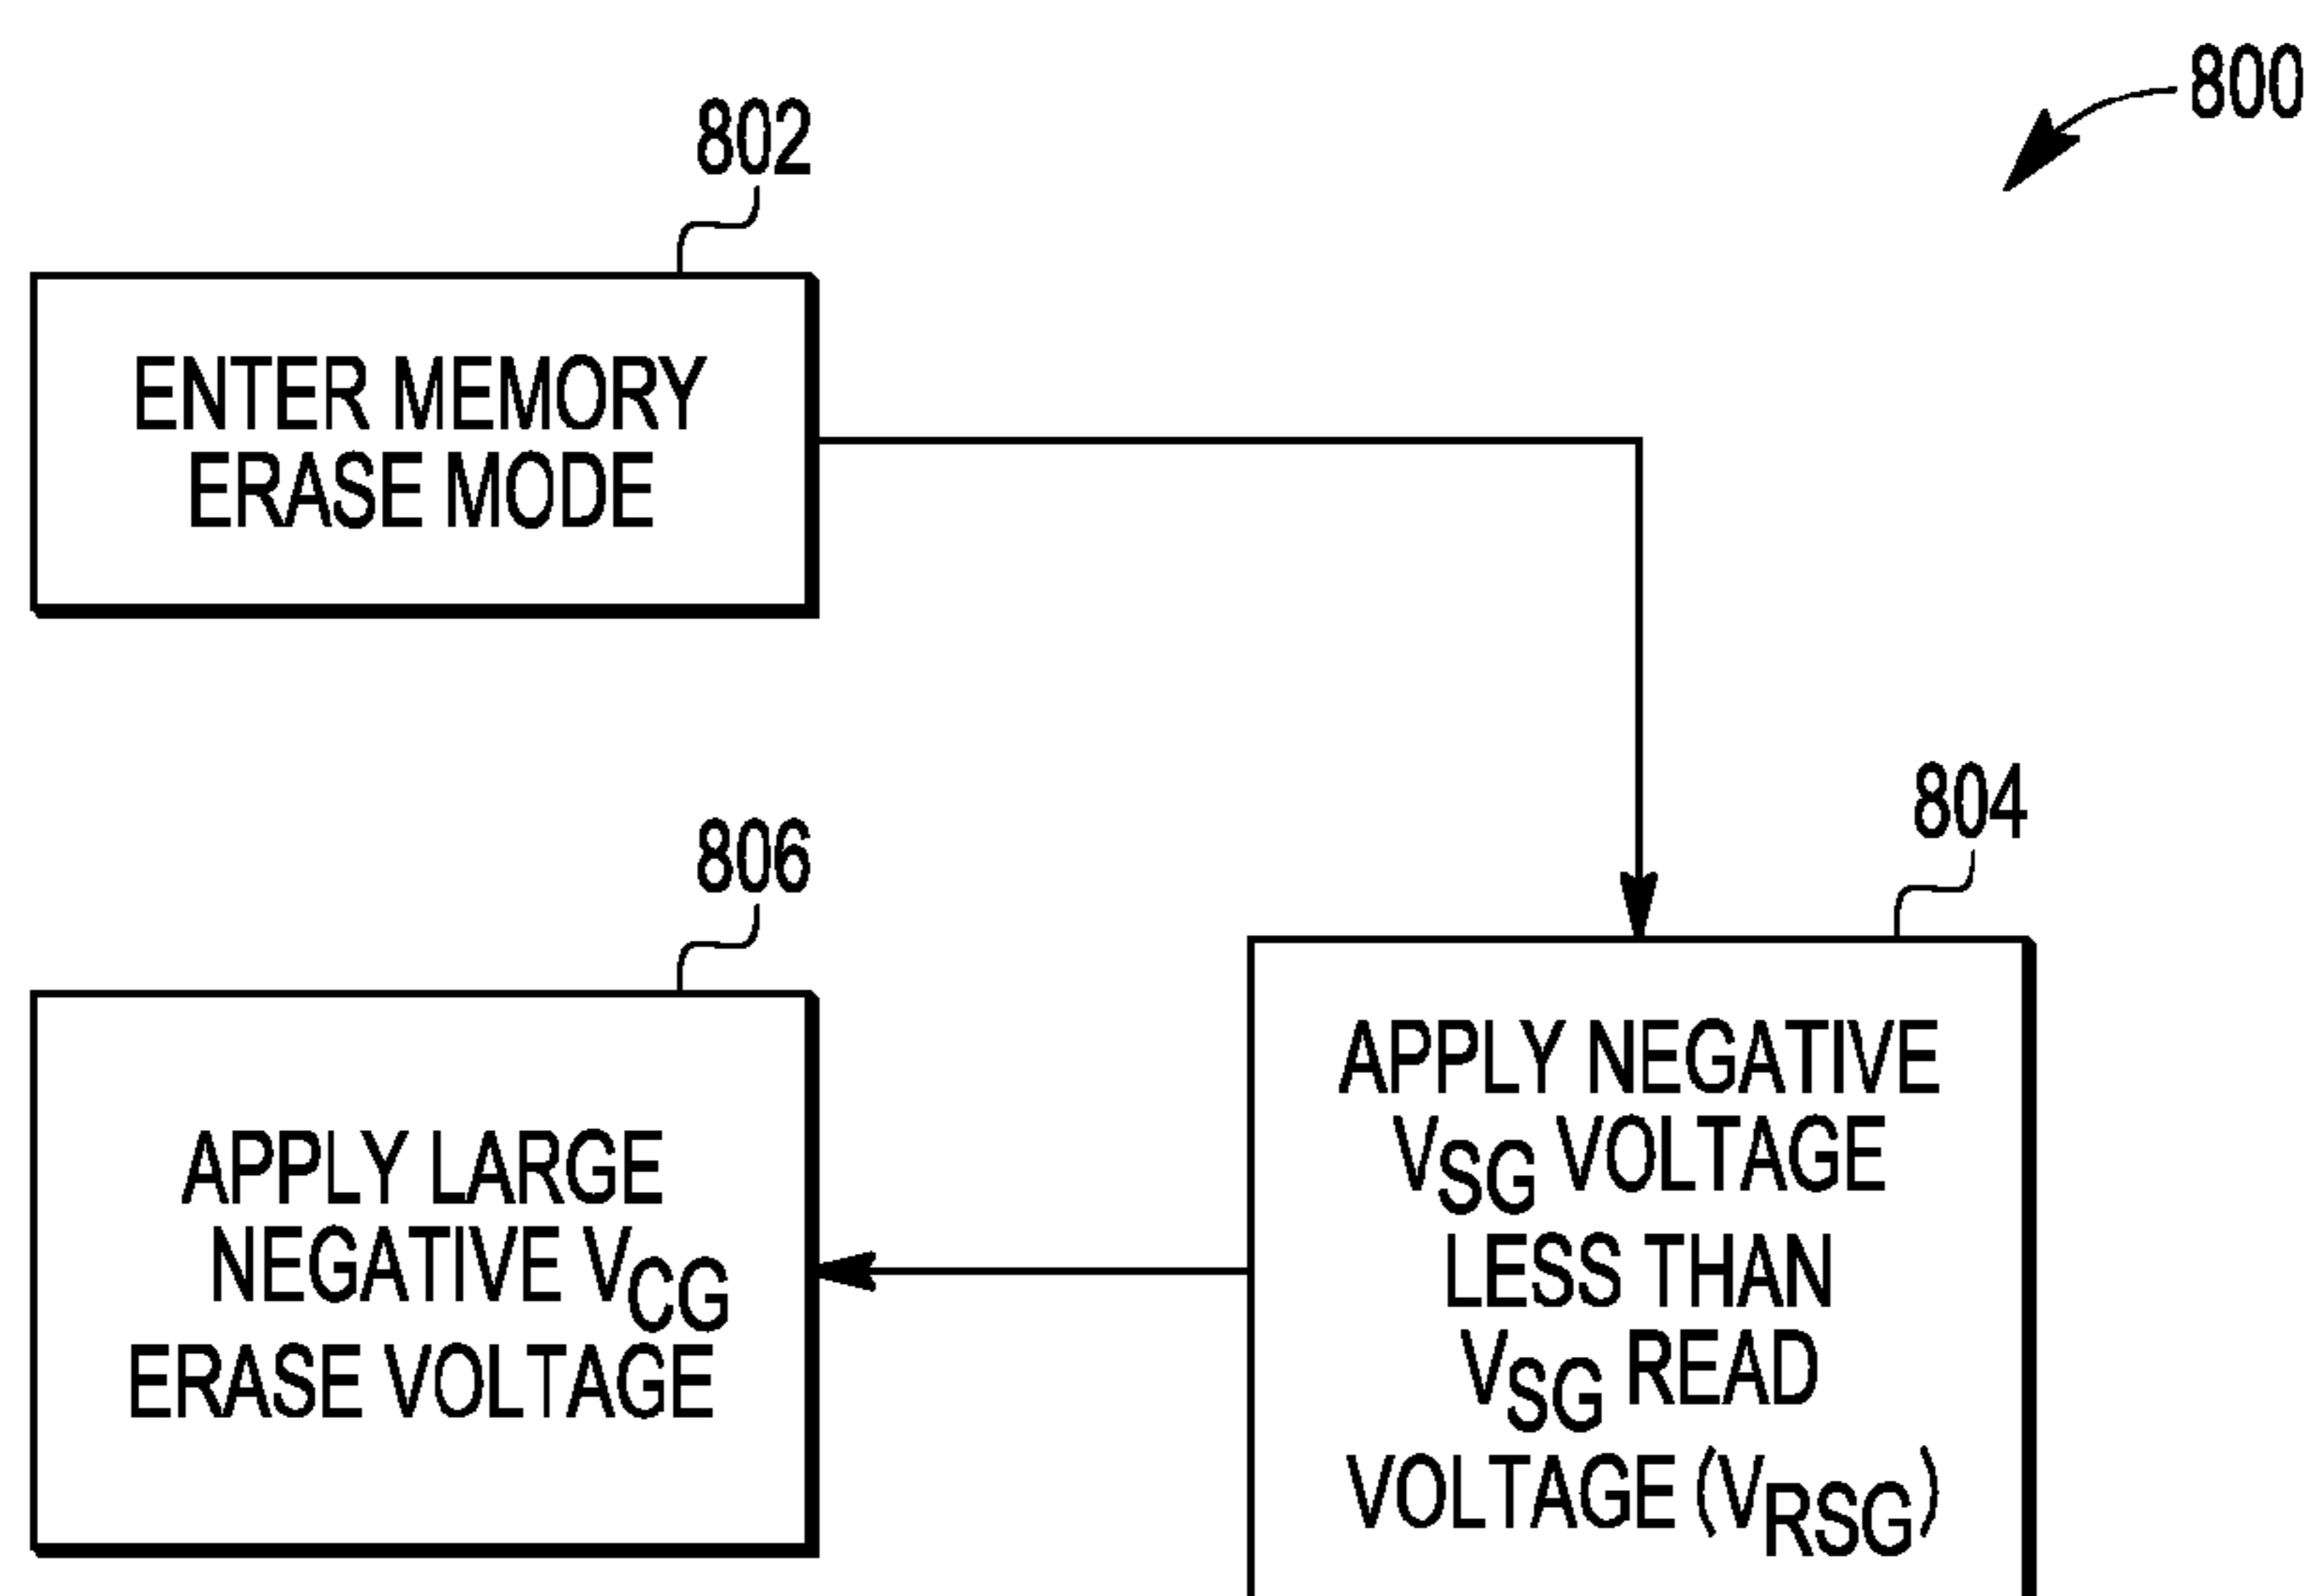 800
802
ENTER MEMORY
ERASE MODE
804
APPLY NEGATIVE
VSG VOLTAGE
LESS THAN
VSG READ
VOLTAGE (VRSG)
806
APPLY LARGE
NEGATIVE VCG
ERASE VOLTAGE